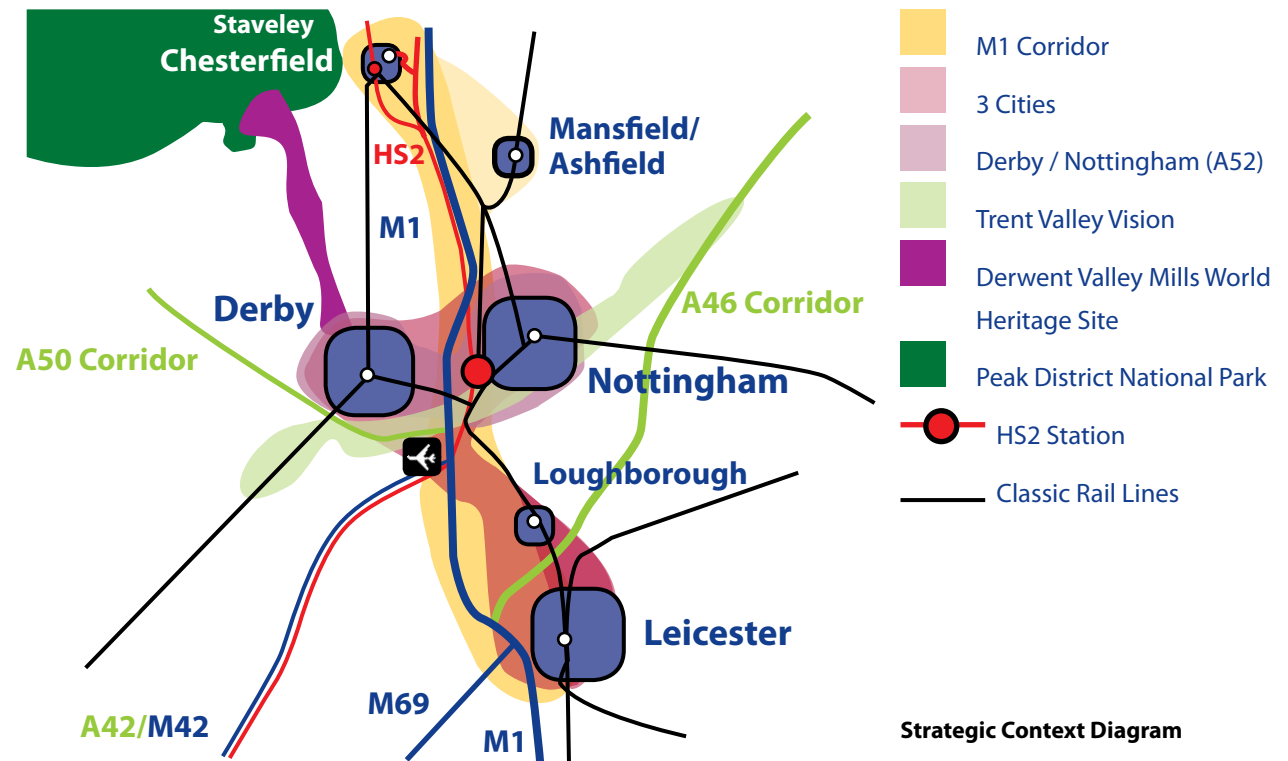 Staveley
Chesterfield
HS2
Mansfield/
Ashfield
M1
Derby
A46 Corridor
A50 Corridor
Nottingham
Loughborough
Leicester
M69
A42/M42
M1
M1 Corridor
3 Cities
Derby / Nottingham (A52)
Trent Valley Vision
Derwent Valley Mills World
Heritage Site
Peak District National Park
HS2 Station
Classic Rail Lines
Strategic Context Diagram